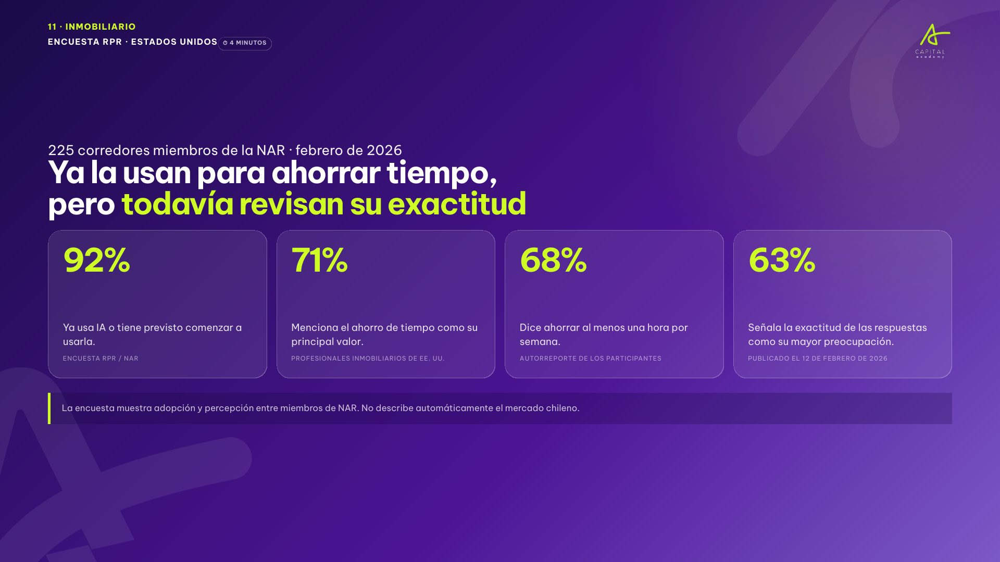 11 · INMOBILIARIO
ENCUESTA RPR · ESTADOS UNIDOS
⏱ 4 MINUTOS
CAPITAL
academy
225 corredores miembros de la NAR · febrero de 2026
Ya la usan para ahorrar tiempo,
pero todavía revisan su exactitud
92%
Ya usa IA o tiene previsto comenzar a
usarla.
ENCUESTA RPR / NAR
71%
Menciona el ahorro de tiempo como su
principal valor.
PROFESIONALES INMOBILIARIOS DE EE. UU.
68%
Dice ahorrar al menos una hora por
semana.
AUTORREPORTE DE LOS PARTICIPANTES
63%
Señala la exactitud de las respuestas
como su mayor preocupación.
PUBLICADO EL 12 DE FEBRERO DE 2026
La encuesta muestra adopción y percepción entre miembros de NAR. No describe automáticamente el mercado chileno.